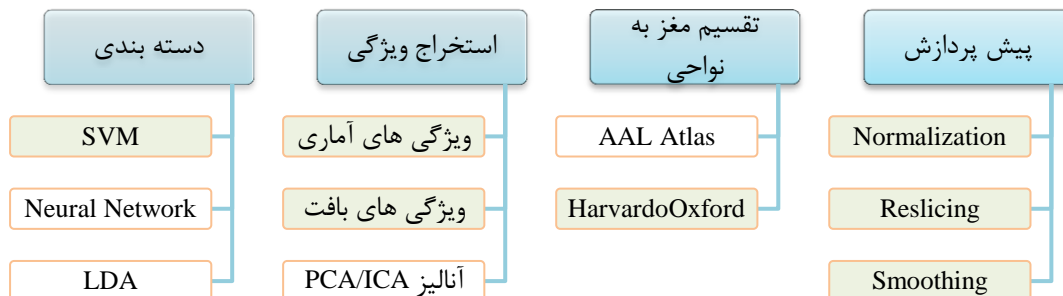 پیش پردازش
Normalization
Reslicing
Smoothing
تقسیم مغز به
نواحی
AAL Atlas
HarvardoOxford
استخراج ویژگی
ویژگی های آماری
ویژگی های بافت
آنالیز PCA/ICA
دسته بندی
SVM
Neural Network
LDA